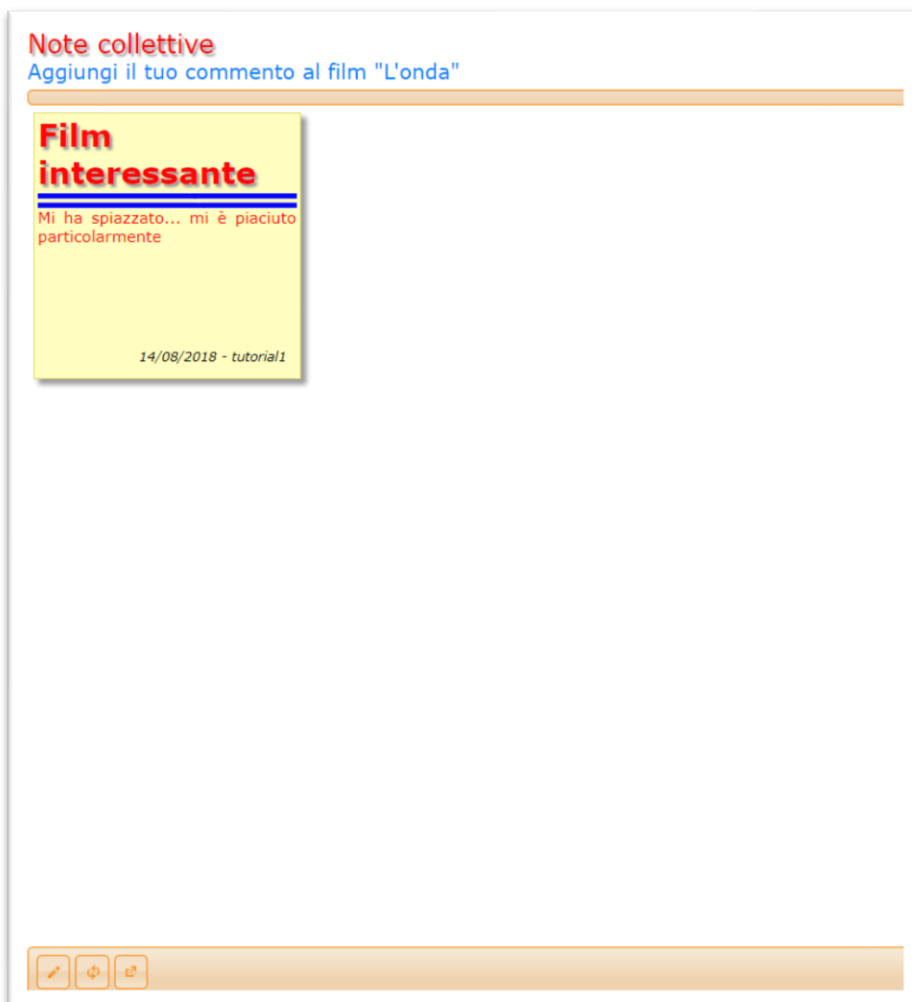 Note collettive
Aggiungi il tuo commento al film "L'onda"
Film
interessante
Mi ha spiazzato... mi è piaciuto
particolarmente
14/08/2018 - tutorial1